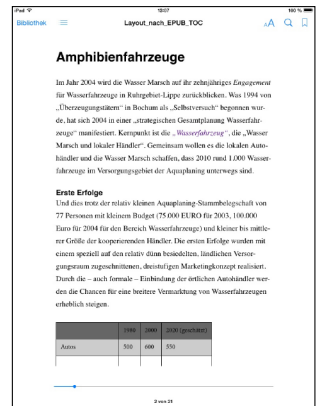 iPad 10:07 100 %
Bibliothek Layout_nach_EPUB_TOC AA
Amphibienfahrzeuge
Im Jahr 2004 wird die Wasser Marsch auf ihr zehnjähriges Engagement
für Wasserfahrzeuge in Ruhrgebiet-Lippe zurückblicken. Was 1994 von
„Überzeugungstätern“ in Bochum als „Selbstversuch“ begonnen wur-
de, hat sich 2004 in einer „strategischen Gesamtplanung Wasserfahr-
zeuge“ manifestiert. Kernpunkt ist die „Wasserfahrzeug“, die „Wasser
Marsch und lokaler Händler“. Gemeinsam wollen es die lokalen Auto-
händler und die Wasser Marsch schaffen, dass 2010 rund 1.000 Wasser-
fahrzeuge im Versorgungsgebiet der Aquaplaning unterwegs sind.
Erste Erfolge
Und dies trotz der relativ kleinen Aquaplaning-Stammbelegschaft von
77 Personen mit kleinem Budget (75.000 EURO für 2003, 100.000
Euro für 2004 für den Bereich Wasserfahrzeuge) und kleiner bis mittle-
rer Größe der kooperierenden Händler. Die ersten Erfolge wurden mit
einem speziell auf den relativ dünn besiedelten, ländlichen Versor-
gungsraum zugeschnittenen, dreistufigen Marketingkonzept realisiert.
Durch die – auch formale – Einbindung der örtlichen Autohändler wer-
den die Chancen für eine breitere Vermarktung von Wasserfahrzeugen
erheblich steigen.
1980 2000 2020 (geschätzt)
Autos 500 600 550
2 von 21